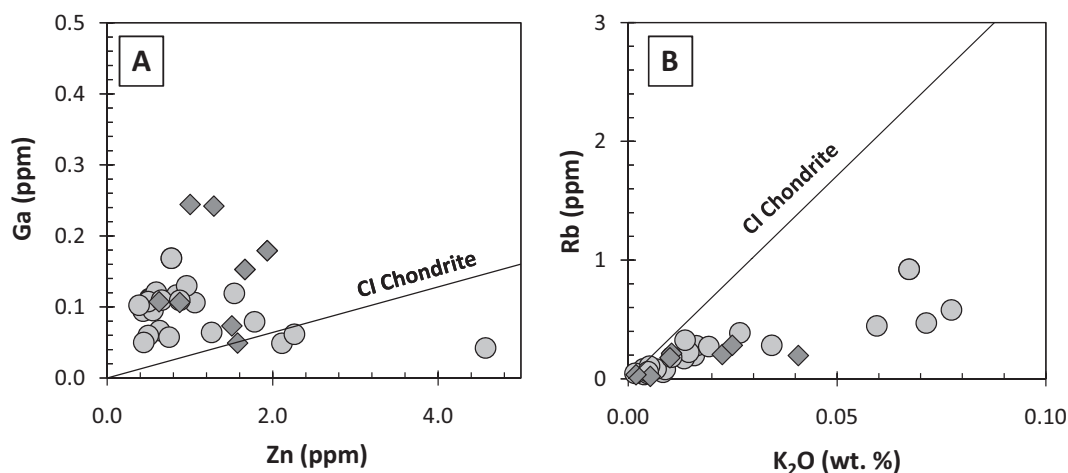 A
0.5
0.4
0.3
0.2
0.1
0.0
Ga (ppm)
CI Chondrite
0.0
2.0
4.0
Zn (ppm)
B
3
2
1
0
Rb (ppm)
CI Chondrite
0.00
0.05
0.10
K₂O (wt. %)